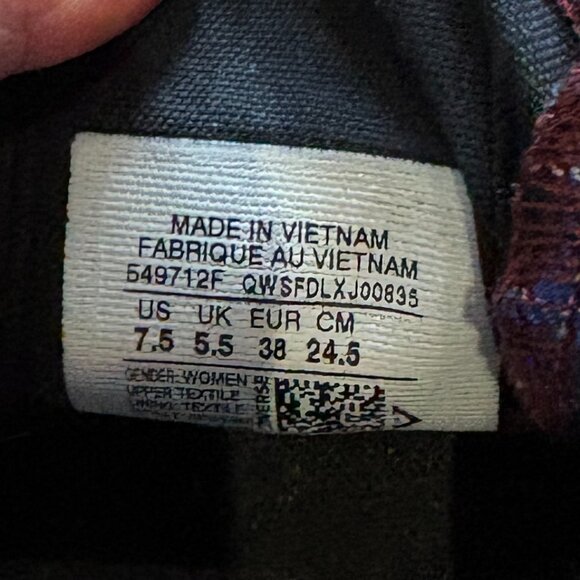 MADE IN VIETNAM
FABRIQUE AU VIETNAM
549712F QWSFDLXJ00835
US UK EUR CM
7.5 5.5 38 24.5
GENDER: WOMEN
UPPER TEXTILE
TEXTILE